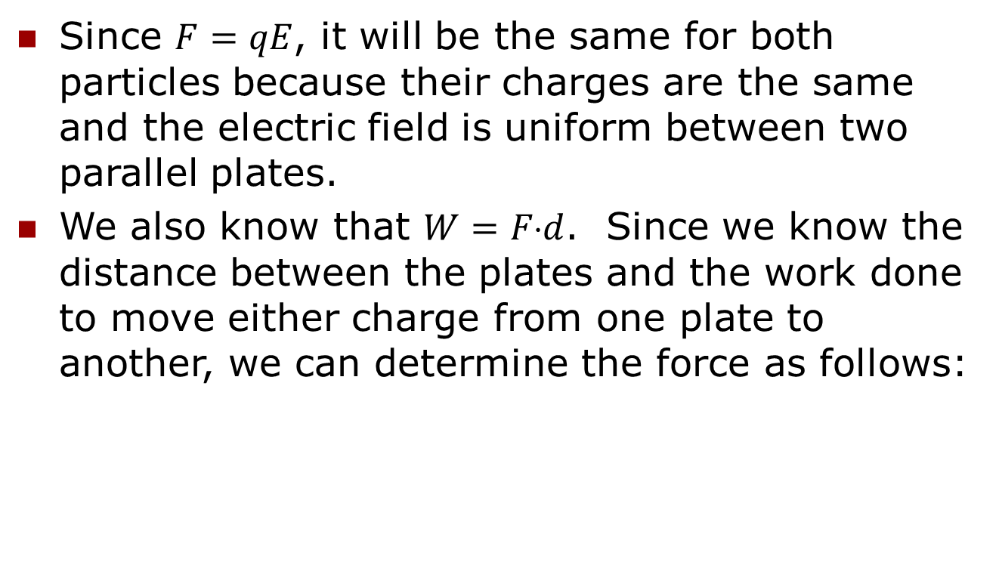 Since F = qE, it will be the same for both
particles because their charges are the same
and the electric field is uniform between two
parallel plates.
We also know that W = F·d.  Since we know the
distance between the plates and the work done
to move either charge from one plate to
another, we can determine the force as follows: